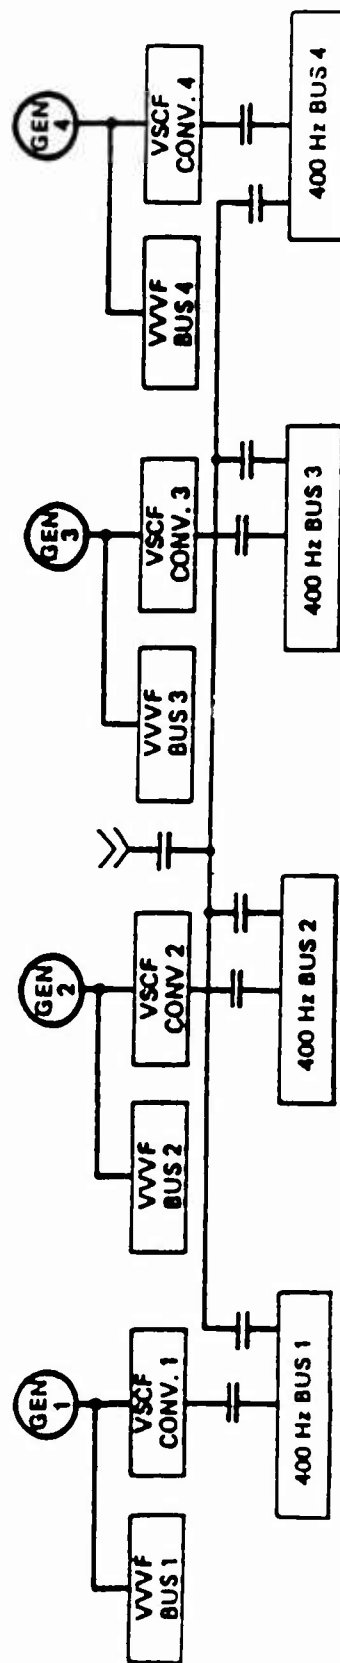 GEN
1
VVVF
BUS 1
VSCF
CONV. 1
400 Hz BUS 1
GEN
2
VVVF
BUS 2
VSCF
CONV 2
400 Hz BUS 2
GEN
3
VVVF
BUS 3
VSCF
CONV. 3
400 Hz BUS 3
GEN
4
VVVF
BUS 4
VSCF
CONV. 4
400 Hz BUS 4